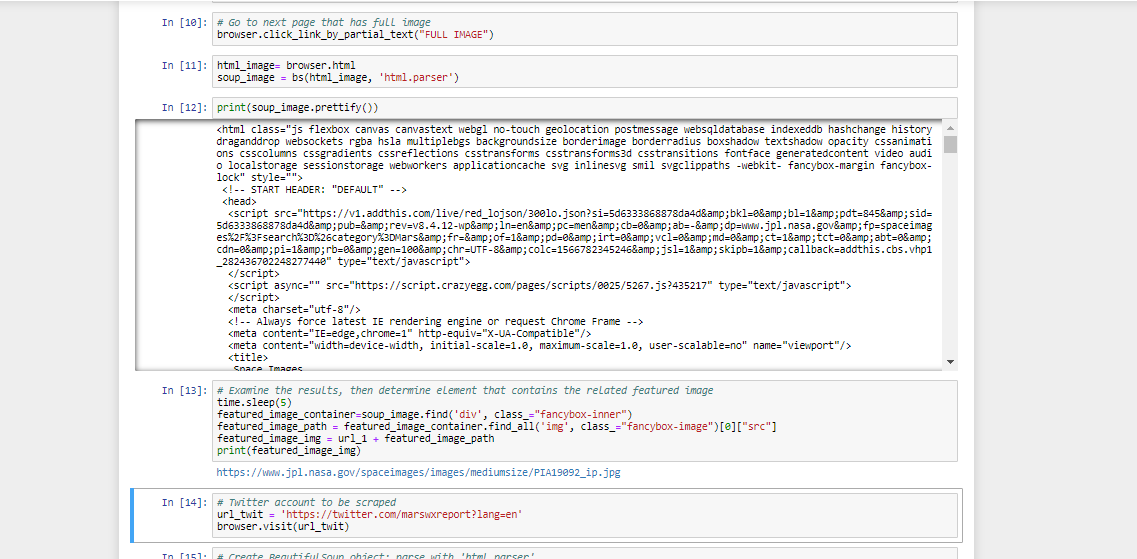 In [10]: # Go to next page that has full image
browser.click_link_by_partial_text("FULL IMAGE")
In [11]: html_image= browser.html
soup_image = bs(html_image, 'html.parser')
In [12]: print(soup_image.prettify())
<html class="js flexbox canvas canvastext webgl no-touch geolocation postmessage websqldatabase indexeddb hashchange history
draganddrop websockets rgba hsla multiplebgs backgroundsize borderimage borderradius boxshadow textshadow opacity cssanimati
ons csscolumns cssgradients cssreflections csstransforms csstransforms3d csstransitions fontface generatedcontent video audi
o localstorage sessionstorage webworkers applicationcache svg inlinesvg smil svgclippaths -webkit- fancybox-margin fancybox-
lock" style="">
<!-- START HEADER: "DEFAULT" -->
<head>
<script src="https://v1.addthis.com/live/red_lojson/300lo.json?si=5d6333868878da4d&amp;bkl=0&amp;bl=1&amp;pdt=845&amp;sid=
5d6333868878da4d&amp;pub=&amp;rev=v8.4.12-wp&amp;ln=en&amp;pc=men&amp;cb=0&amp;ab=-&amp;dp=www.jpl.nasa.gov&amp;fp=spaceimag
es%2F%3Fsearch%3D%26category%3DMars&amp;fr=&amp;of=1&amp;pd=0&amp;irt=0&amp;vcl=0&amp;md=0&amp;ct=1&amp;tct=0&amp;abt=0&amp;
cdn=0&amp;pi=1&amp;rb=0&amp;gen=100&amp;chr=UTF-8&amp;colc=1566782345246&amp;jsl=1&amp;skipb=1&amp;callback=addthis.cbs.vhp1
_282436702248277440" type="text/javascript">
</script>
<script async="" src="https://script.crazyegg.com/pages/scripts/0025/5267.js?435217" type="text/javascript">
</script>
<meta charset="utf-8"/>
<!-- Always force latest IE rendering engine or request Chrome Frame -->
<meta content="IE=edge,chrome=1" http-equiv="X-UA-Compatible"/>
<meta content="width=device-width, initial-scale=1.0, maximum-scale=1.0, user-scalable=no" name="viewport"/>
<title>
Space Images
In [13]: # Examine the results, then determine element that contains the related featured image
time.sleep(5)
featured_image_container=soup_image.find('div', class_="fancybox-inner")
featured_image_path = featured_image_container.find_all('img', class_="fancybox-image")[0]["src"]
featured_image_img = url_1 + featured_image_path
print(featured_image_img)
https://www.jpl.nasa.gov/spaceimages/images/mediumsize/PIA19092_ip.jpg
In [14]: # Twitter account to be scraped
url_twit = 'https://twitter.com/marswxreport?lang=en'
browser.visit(url_twit)
In [15]: # Create BeautifulSoup object; parse with 'html.parser'